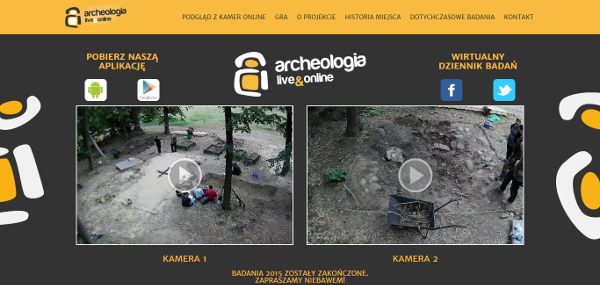 archeologia
live&online
PODGLĄD Z KAMER ONLINE GRA O PROJEKCIE HISTORIA MIEJSCA DOTYCHCZASOWE BADANIA KONTAKT
POBIERZ NASZĄ
APLIKACJĘ
archeologia
live&online
WIRTUALNY
DZIENNIK BADAŃ
KAMERA 1
KAMERA 2
BADANIA 2015 ZOSTAŁY ZAKOŃCZONE.
ZAPRASZAMY NIEBAWEM!